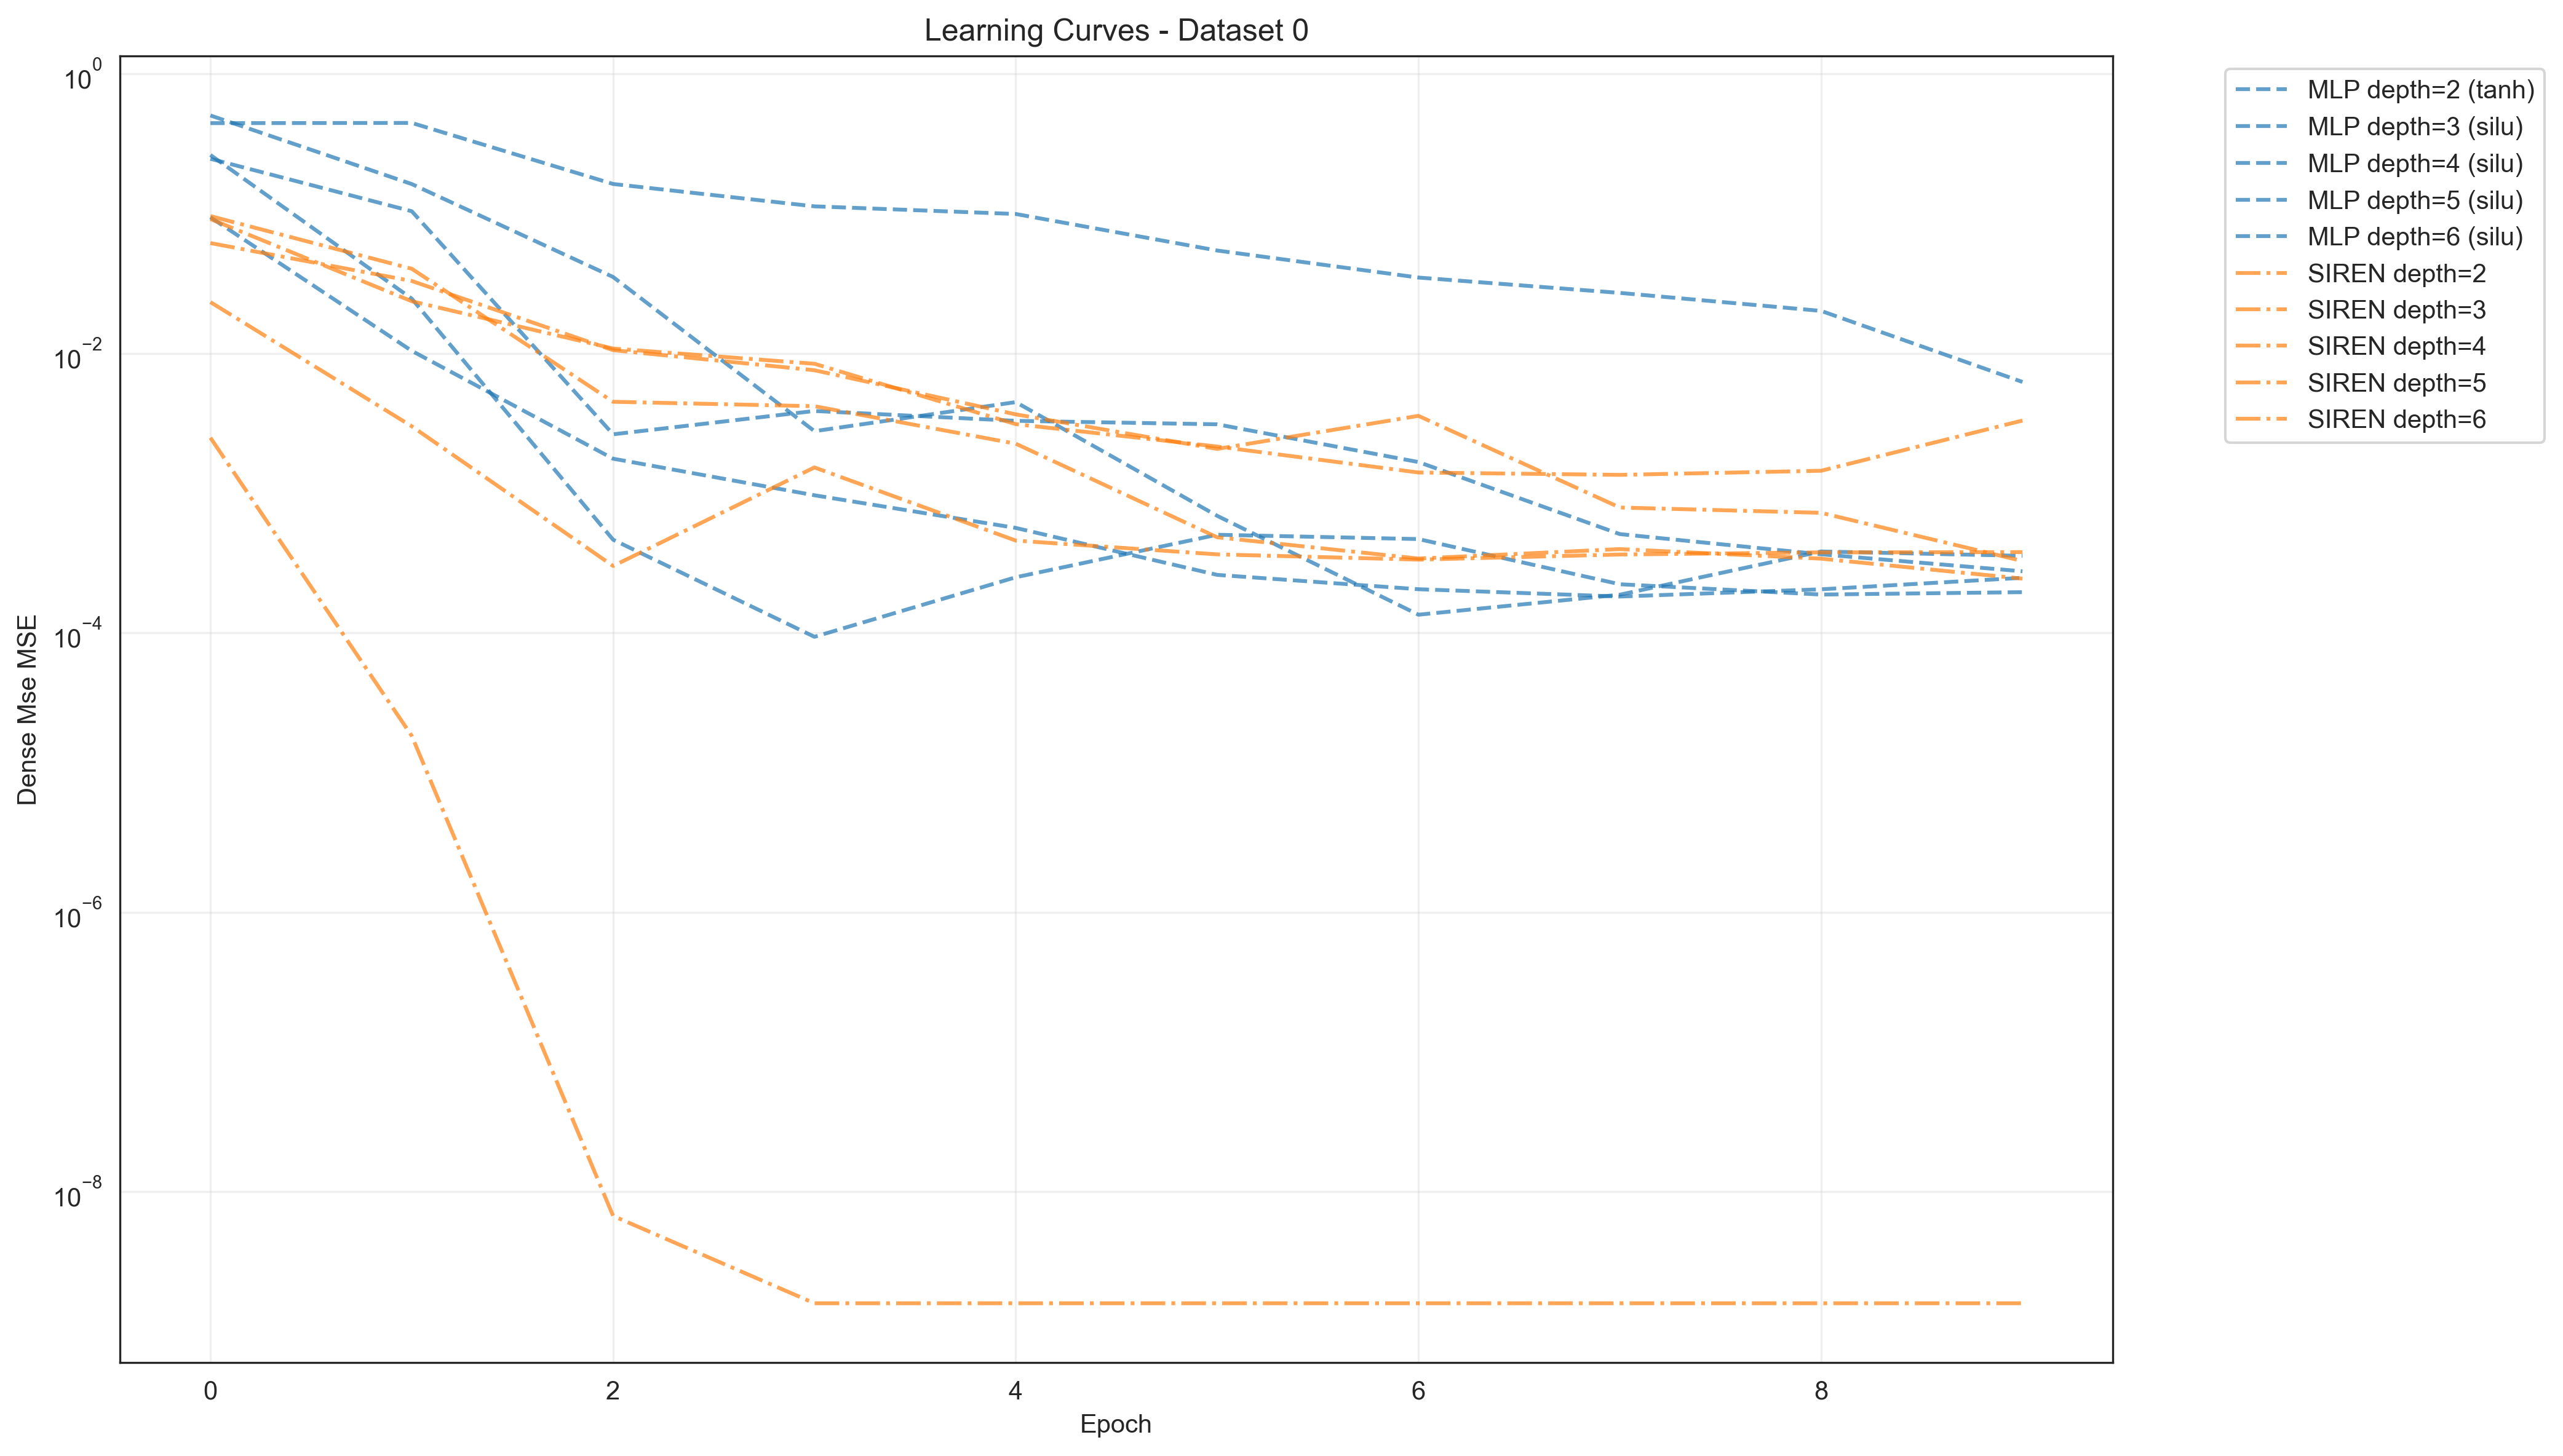 Learning Curves - Dataset 0
10⁰
10⁻²
10⁻⁴
10⁻⁶
10⁻⁸
Dense Mse MSE
0 2 4 6 8
Epoch
MLP depth=2 (tanh)
MLP depth=3 (silu)
MLP depth=4 (silu)
MLP depth=5 (silu)
MLP depth=6 (silu)
SIREN depth=2
SIREN depth=3
SIREN depth=4
SIREN depth=5
SIREN depth=6